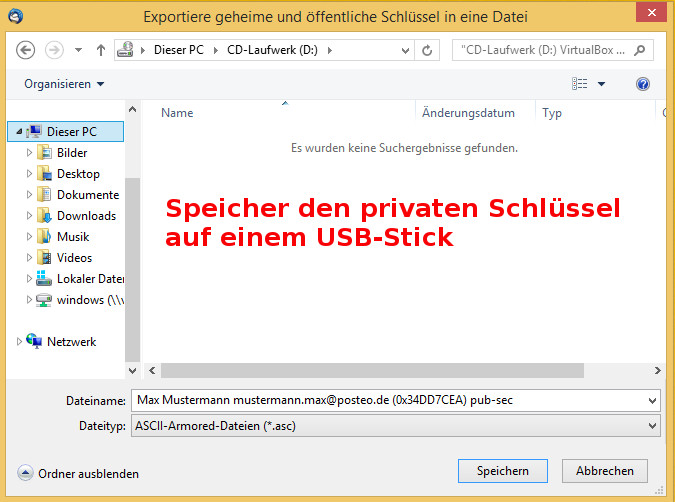 Exportiere geheime und öffentliche Schlüssel in eine Datei
Dieser PC CD-Laufwerk (D:)
"CD-Laufwerk (D:) VirtualBox ...
Organisieren
Name Änderungsdatum Typ
Es wurden keine Suchergebnisse gefunden.
Dieser PC
Bilder
Desktop
Dokumente
Downloads
Musik
Videos
Lokaler Daten
windows (\\v
Netzwerk
Speicher den privaten Schlüssel
auf einem USB-Stick
Dateiname: Max Mustermann mustermann.max@posteo.de (0x34DD7CEA) pub-sec
Dateityp: ASCII-Armored-Dateien (*.asc)
Ordner ausblenden
Speichern
Abbrechen